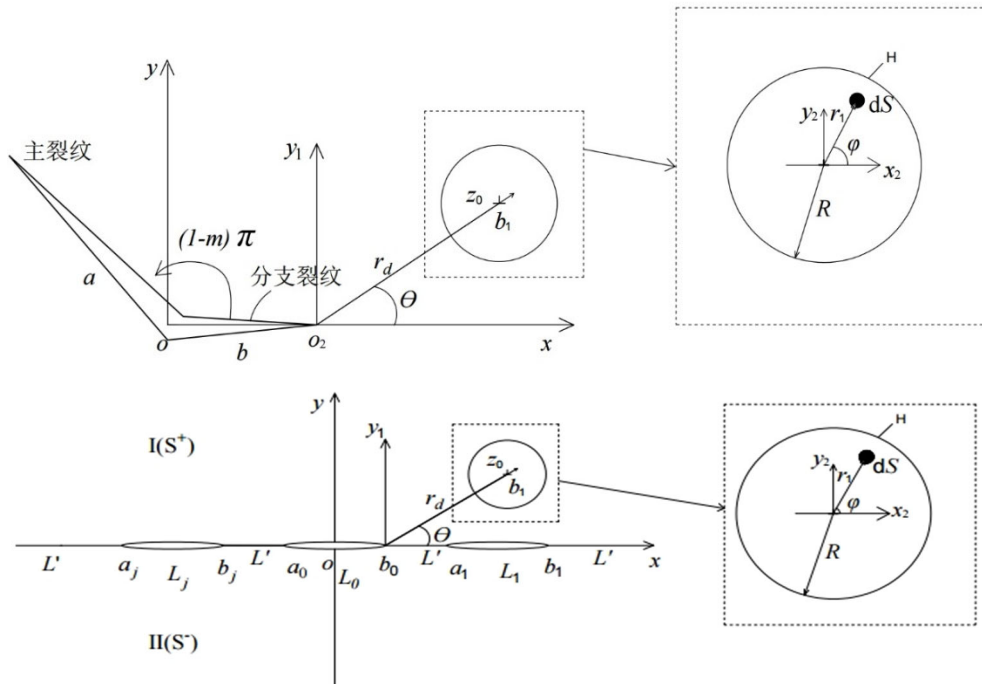 y
主裂纹
(1-m) π
a
分支裂纹
b
o
o₂
x
y₁
z₀
b₁
r_d
Θ
H
y₂
r₁
dS
φ
x₂
R
y
I(S⁺)
y₁
z₀
b₁
r_d
Θ
L' a_j L_j b_j L' a₀ o L₀ b₀ L' a₁ L₁ b₁ L' x
II(S⁻)
H
y₂
r₁
dS
φ
x₂
R